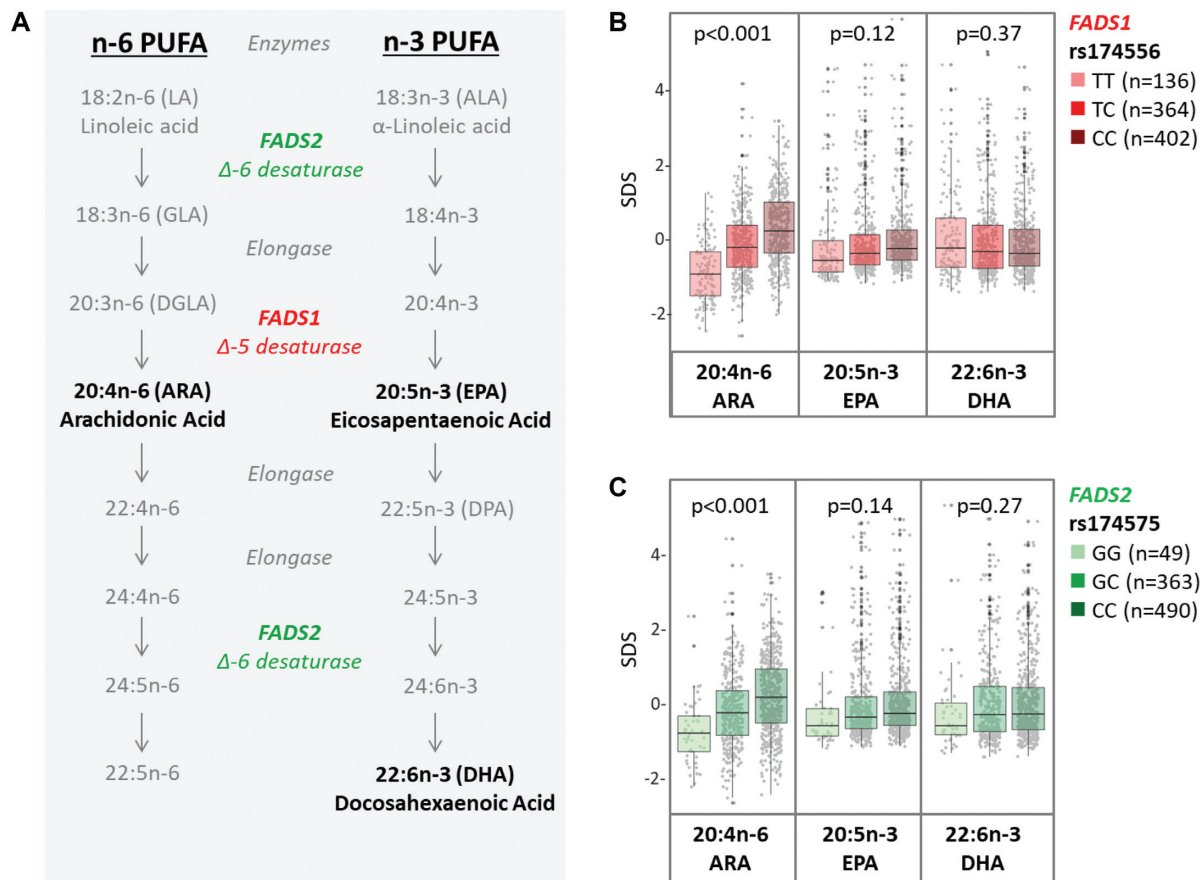 A
n-6 PUFA
Enzymes
n-3 PUFA
18:2n-6 (LA)
Linoleic acid
18:3n-3 (ALA)
α-Linoleic acid
FADS2
Δ-6 desaturase
18:3n-6 (GLA)
18:4n-3
Elongase
20:3n-6 (DGLA)
20:4n-3
FADS1
Δ-5 desaturase
20:4n-6 (ARA)
Arachidonic Acid
20:5n-3 (EPA)
Eicosapentaenoic Acid
Elongase
22:4n-6
22:5n-3 (DPA)
Elongase
24:4n-6
24:5n-3
FADS2
Δ-6 desaturase
24:5n-6
24:6n-3
22:5n-6
22:6n-3 (DHA)
Docosahexaenoic Acid
B
p<0.001
p=0.12
p=0.37
SDS
4
2
0
-2
20:4n-6
ARA
20:5n-3
EPA
22:6n-3
DHA
FADS1
rs174556
TT (n=136)
TC (n=364)
CC (n=402)
C
p<0.001
p=0.14
p=0.27
SDS
4
2
0
-2
20:4n-6
ARA
20:5n-3
EPA
22:6n-3
DHA
FADS2
rs174575
GG (n=49)
GC (n=363)
CC (n=490)